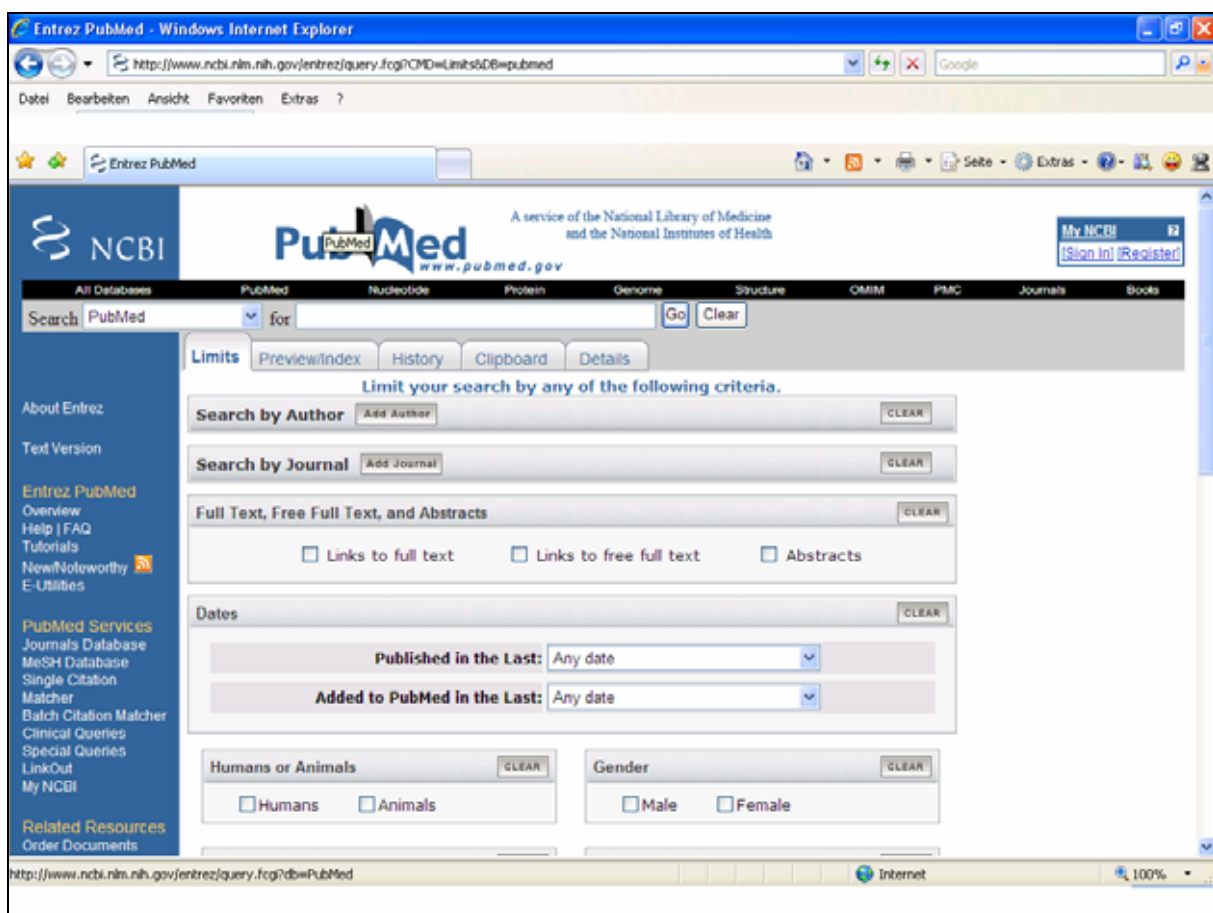 Entrez PubMed - Windows Internet Explorer
http://www.ncbi.nlm.nih.gov/entrez/query.fcgi?CMD=Limits&DB=pubmed
Google
Datei Bearbeiten Ansicht Favoriten Extras ?
Entrez PubMed
Seite Extras
NCBI
PubMed
PubMed
www.pubmed.gov
A service of the National Library of Medicine
and the National Institutes of Health
My NCBI ?
[Sign In] [Register]
All Databases PubMed Nucleotide Protein Genome Structure OMIM PMC Journals Books
Search PubMed for Go Clear
Limits Preview/Index History Clipboard Details
Limit your search by any of the following criteria.
About Entrez
Text Version
Entrez PubMed
Overview
Help | FAQ
Tutorials
New/Noteworthy
E-Utilities
PubMed Services
Journals Database
MeSH Database
Single Citation
Matcher
Batch Citation Matcher
Clinical Queries
Special Queries
LinkOut
My NCBI
Related Resources
Order Documents
Search by Author Add Author CLEAR
Search by Journal Add Journal CLEAR
Full Text, Free Full Text, and Abstracts CLEAR
Links to full text Links to free full text Abstracts
Dates CLEAR
Published in the Last: Any date
Added to PubMed in the Last: Any date
Humans or Animals CLEAR
Humans Animals
Gender CLEAR
Male Female
http://www.ncbi.nlm.nih.gov/entrez/query.fcgi?db=PubMed
Internet
100%